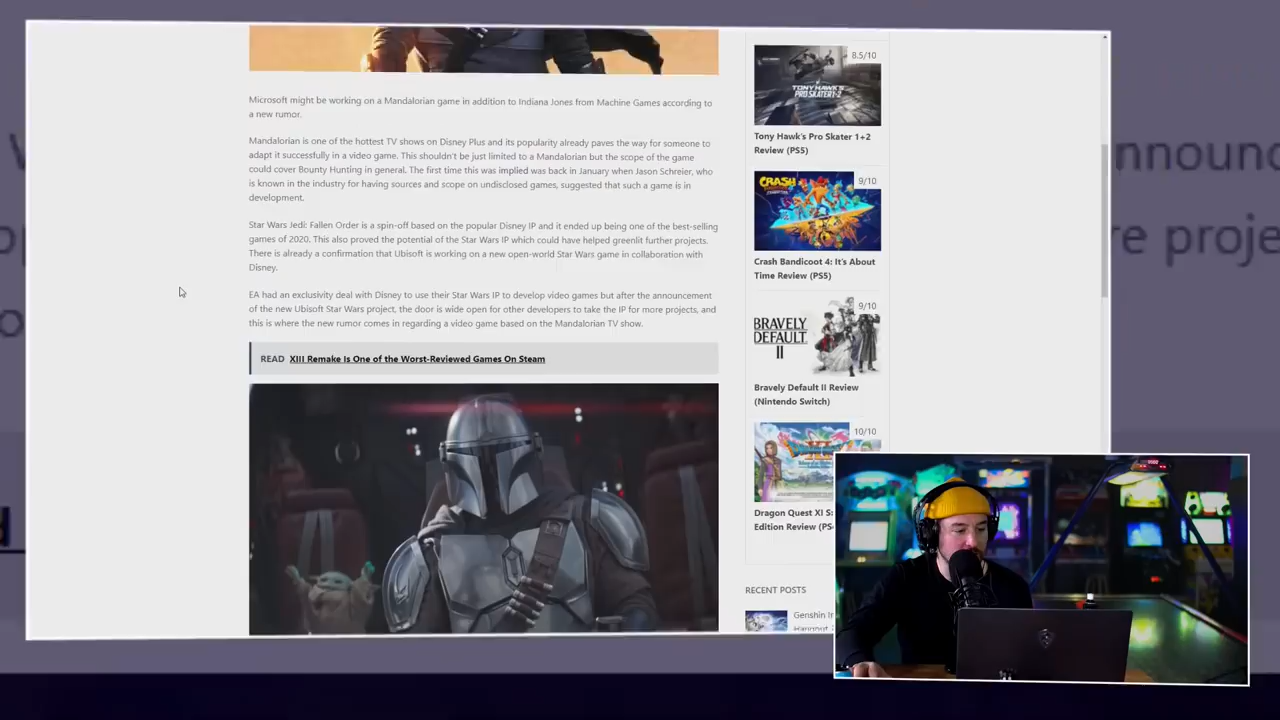 Microsoft might be working on a Mandalorian game in addition to Indiana Jones from Machine Games according to
a new rumor.
Mandalorian is one of the hottest TV shows on Disney Plus and its popularity already paves the way for someone to
adapt it successfully in a video game. This shouldn't be just limited to a Mandalorian but the scope of the game
could cover Bounty Hunting in general. The first time this was implied was back in January when Jason Schreier, who
is known in the industry for having sources and scope on undisclosed games, suggested that such a game is in
development.
Star Wars Jedi: Fallen Order is a spin-off based on the popular Disney IP and it ended up being one of the best-selling
games of 2020. This also proved the potential of the Star Wars IP which could have helped greenlit further projects.
There is already a confirmation that Ubisoft is working on a new open-world Star Wars game in collaboration with
Disney.
EA had an exclusivity deal with Disney to use their Star Wars IP to develop video games but after the announcement
of the new Ubisoft Star Wars project, the door is wide open for other developers to take the IP for more projects, and
this is where the new rumor comes in regarding a video game based on the Mandalorian TV show.
READ XIII Remake Is One of the Worst-Reviewed Games On Steam
8.5/10
TONY HAWK'S
PRO SKATER 1+2
Tony Hawk's Pro Skater 1+2
Review (PS5)
9/10
CRASH
Crash Bandicoot 4: It's About
Time Review (PS5)
9/10
BRAVELY
DEFAULT
II
Bravely Default II Review
(Nintendo Switch)
10/10
Dragon Quest XI S:
Edition Review (PS
RECENT POSTS
Genshin
nnounc
re proje